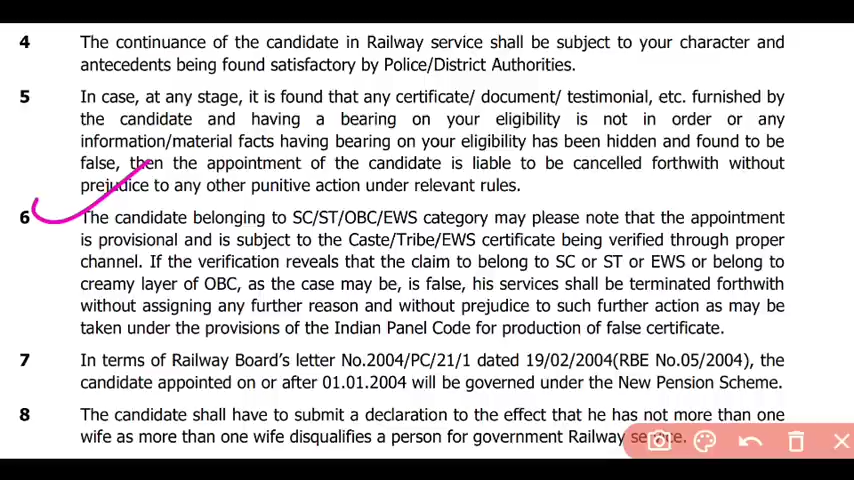 4 The continuance of the candidate in Railway service shall be subject to your character and
antecedents being found satisfactory by Police/District Authorities.
5 In case, at any stage, it is found that any certificate/ document/ testimonial, etc. furnished by
the candidate and having a bearing on your eligibility is not in order or any
information/material facts having bearing on your eligibility has been hidden and found to be
false, then the appointment of the candidate is liable to be cancelled forthwith without
prejudice to any other punitive action under relevant rules.
6 The candidate belonging to SC/ST/OBC/EWS category may please note that the appointment
is provisional and is subject to the Caste/Tribe/EWS certificate being verified through proper
channel. If the verification reveals that the claim to belong to SC or ST or EWS or belong to
creamy layer of OBC, as the case may be, is false, his services shall be terminated forthwith
without assigning any further reason and without prejudice to such further action as may be
taken under the provisions of the Indian Panel Code for production of false certificate.
7 In terms of Railway Board's letter No.2004/PC/21/1 dated 19/02/2004(RBE No.05/2004), the
candidate appointed on or after 01.01.2004 will be governed under the New Pension Scheme.
8 The candidate shall have to submit a declaration to the effect that he has not more than one
wife as more than one wife disqualifies a person for government Railway service.